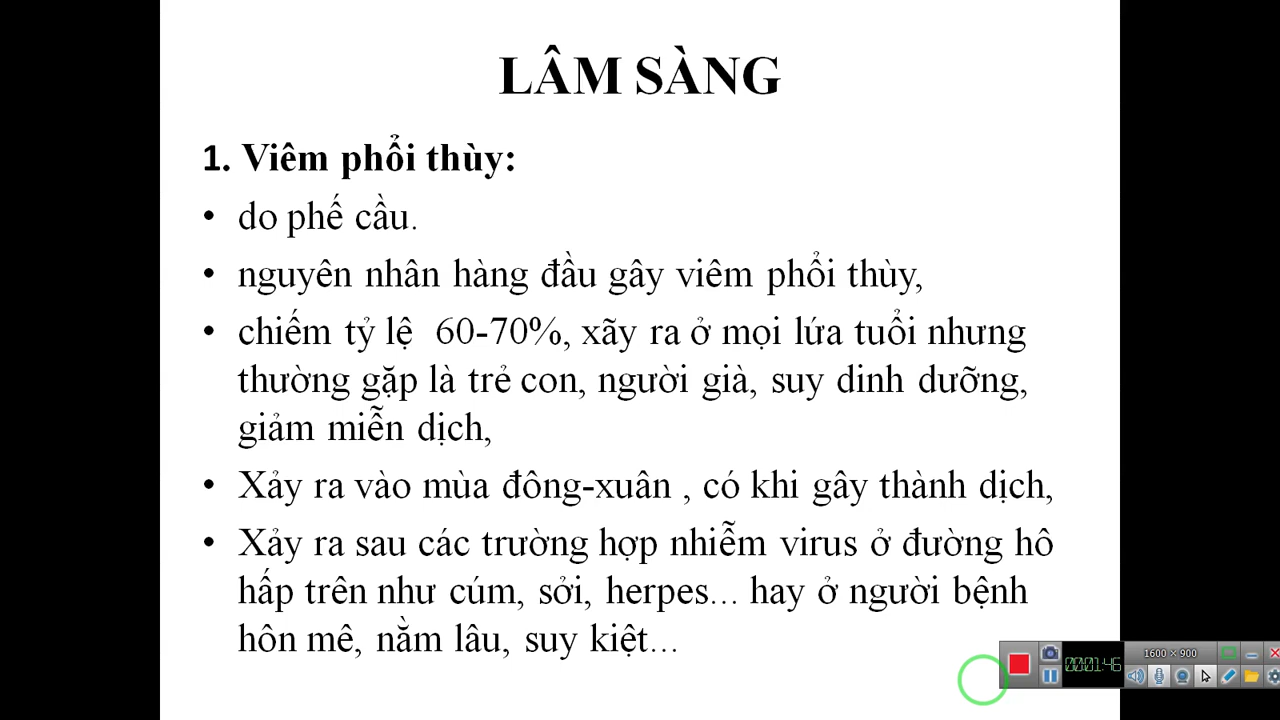 LÂM SÀNG
1. Viêm phổi thùy:
• do phế cầu.
• nguyên nhân hàng đầu gây viêm phổi thùy,
• chiếm tỷ lệ 60-70%, xãy ra ở mọi lứa tuổi nhưng
thường gặp là trẻ con, người già, suy dinh dưỡng,
giảm miễn dịch,
• Xảy ra vào mùa đông-xuân , có khi gây thành dịch,
• Xảy ra sau các trường hợp nhiễm virus ở đường hô
hấp trên như cúm, sởi, herpes... hay ở người bệnh
hôn mê, nằm lâu, suy kiệt...
1600 × 900
000:1:46